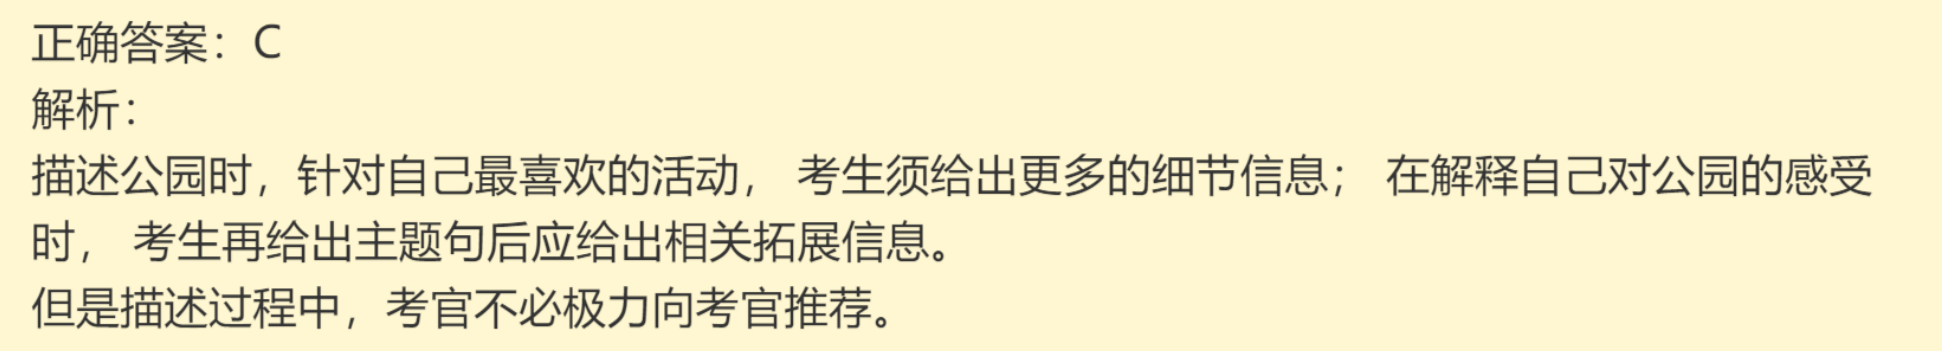 正确答案：C
解析：
描述公园时，针对自己最喜欢的活动， 考生须给出更多的细节信息； 在解释自己对公园的感受
时， 考生再给出主题句后应给出相关拓展信息。
但是描述过程中，考官不必极力向考官推荐。